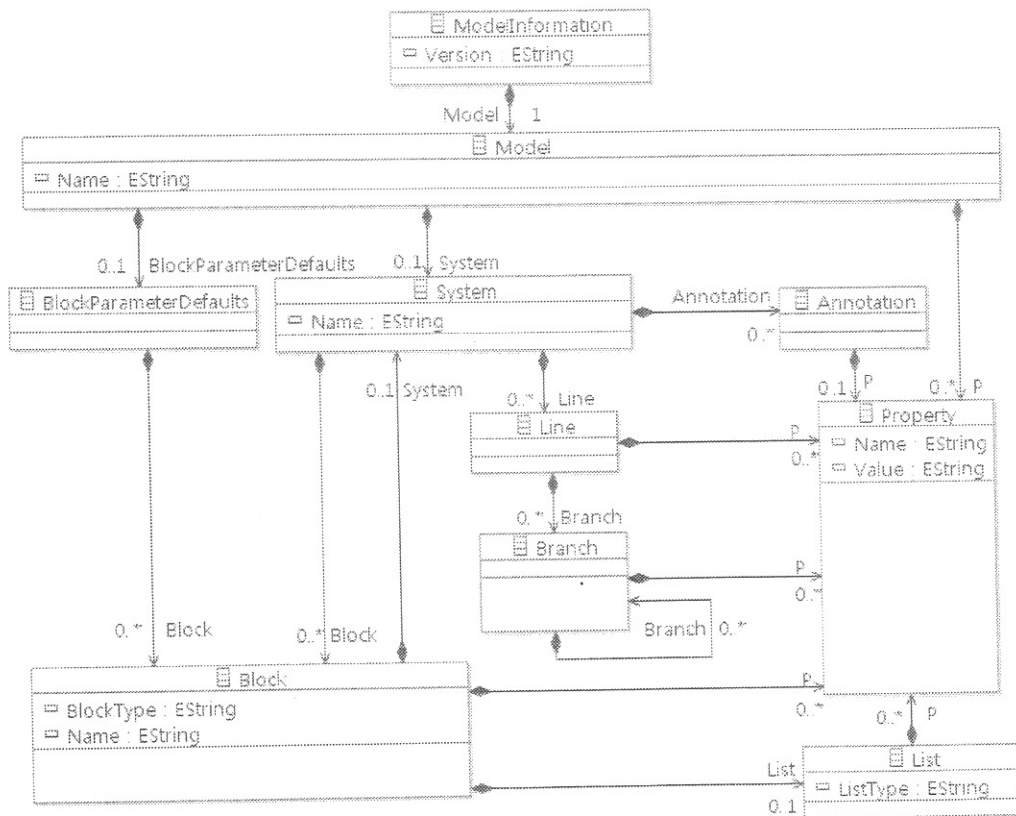 ModelInformation
Version : EString
Model 1
Model
Name : EString
0..1 BlockParameterDefaults
0..1 System
BlockParameterDefaults
System
Name : EString
Annotation
0..*
Annotation
0..1 System
0..* Line
0..1 P
0..* P
Line
P
0..*
Property
Name : EString
Value : EString
0..* Branch
Branch
P
0..*
Branch 0..*
0..* Block
0..* Block
Block
BlockType : EString
Name : EString
P
0..*
0..* P
List
0..1
List
ListType : EString